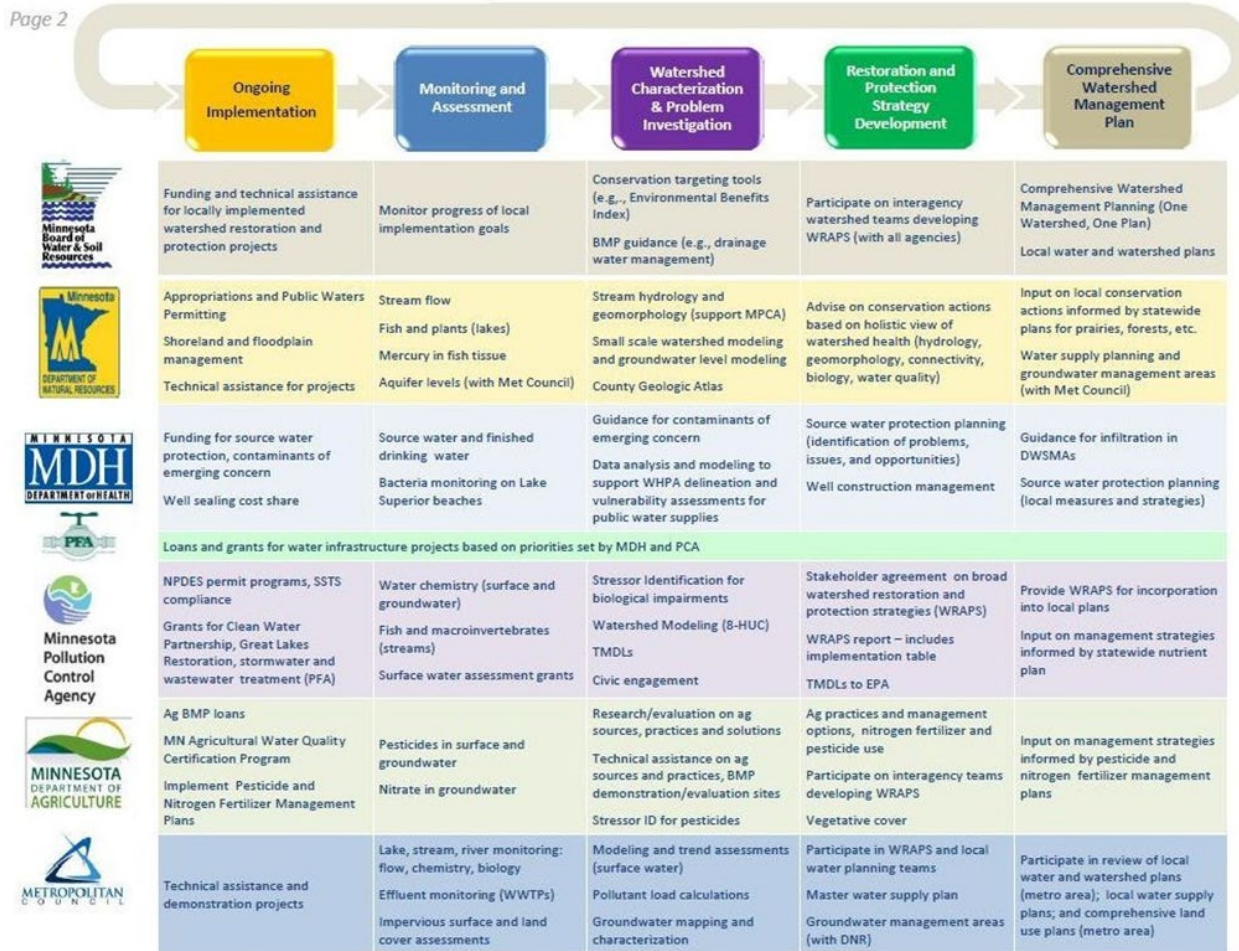 Page 2
Ongoing
Implementation
Monitoring and
Assessment
Watershed
Characterization
& Problem
Investigation
Restoration and
Protection
Strategy
Development
Comprehensive
Watershed
Management
Plan
Minnesota
Board of
Water & Soil
Resources
Funding and technical assistance
for locally implemented
watershed restoration and
protection projects
Monitor progress of local
implementation goals
Conservation targeting tools
(e.g,., Environmental Benefits
Index)
BMP guidance (e.g., drainage
water management)
Participate on interagency
watershed teams developing
WRAPS (with all agencies)
Comprehensive Watershed
Management Planning (One
Watershed, One Plan)
Local water and watershed plans
Minnesota
M
DEPARTMENT OF
NATURAL RESOURCES
Appropriations and Public Waters
Permitting
Shoreland and floodplain
management
Technical assistance for projects
Stream flow
Fish and plants (lakes)
Mercury in fish tissue
Aquifer levels (with Met Council)
Stream hydrology and
geomorphology (support MPCA)
Small scale watershed modeling
and groundwater level modeling
County Geologic Atlas
Advise on conservation actions
based on holistic view of
watershed health (hydrology,
geomorphology, connectivity,
biology, water quality)
Input on local conservation
actions informed by statewide
plans for prairies, forests, etc.
Water supply planning and
groundwater management areas
(with Met Council)
MINNESOTA
MDH
DEPARTMENT OF HEALTH
Funding for source water
protection, contaminants of
emerging concern
Well sealing cost share
Source water and finished
drinking water
Bacteria monitoring on Lake
Superior beaches
Guidance for contaminants of
emerging concern
Data analysis and modeling to
support WHPA delineation and
vulnerability assessments for
public water supplies
Source water protection planning
(identification of problems,
issues, and opportunities)
Well construction management
Guidance for infiltration in
DWSMAs
Source water protection planning
(local measures and strategies)
PFA
Loans and grants for water infrastructure projects based on priorities set by MDH and PCA
Minnesota
Pollution
Control
Agency
NPDES permit programs, SSTS
compliance
Grants for Clean Water
Partnership, Great Lakes
Restoration, stormwater and
wastewater treatment (PFA)
Water chemistry (surface and
groundwater)
Fish and macroinvertebrates
(streams)
Surface water assessment grants
Stressor Identification for
biological impairments
Watershed Modeling (8-HUC)
TMDLs
Civic engagement
Stakeholder agreement on broad
watershed restoration and
protection strategies (WRAPS)
WRAPS report – includes
implementation table
TMDLs to EPA
Provide WRAPS for incorporation
into local plans
Input on management strategies
informed by statewide nutrient
plan
MINNESOTA
DEPARTMENT OF
AGRICULTURE
Ag BMP loans
MN Agricultural Water Quality
Certification Program
Implement Pesticide and
Nitrogen Fertilizer Management
Plans
Pesticides in surface and
groundwater
Nitrate in groundwater
Research/evaluation on ag
sources, practices and solutions
Technical assistance on ag
sources and practices, BMP
demonstration/evaluation sites
Stressor ID for pesticides
Ag practices and management
options, nitrogen fertilizer and
pesticide use
Participate on interagency teams
developing WRAPS
Vegetative cover
Input on management strategies
informed by pesticide and
nitrogen fertilizer management
plans
METROPOLITAN
COUNCIL
Technical assistance and
demonstration projects
Lake, stream, river monitoring:
flow, chemistry, biology
Effluent monitoring (WWTPs)
Impervious surface and land
cover assessments
Modeling and trend assessments
(surface water)
Pollutant load calculations
Groundwater mapping and
characterization
Participate in WRAPS and local
water planning teams
Master water supply plan
Groundwater management areas
(with DNR)
Participate in review of local
water and watershed plans
(metro area); local water supply
plans; and comprehensive land
use plans (metro area)